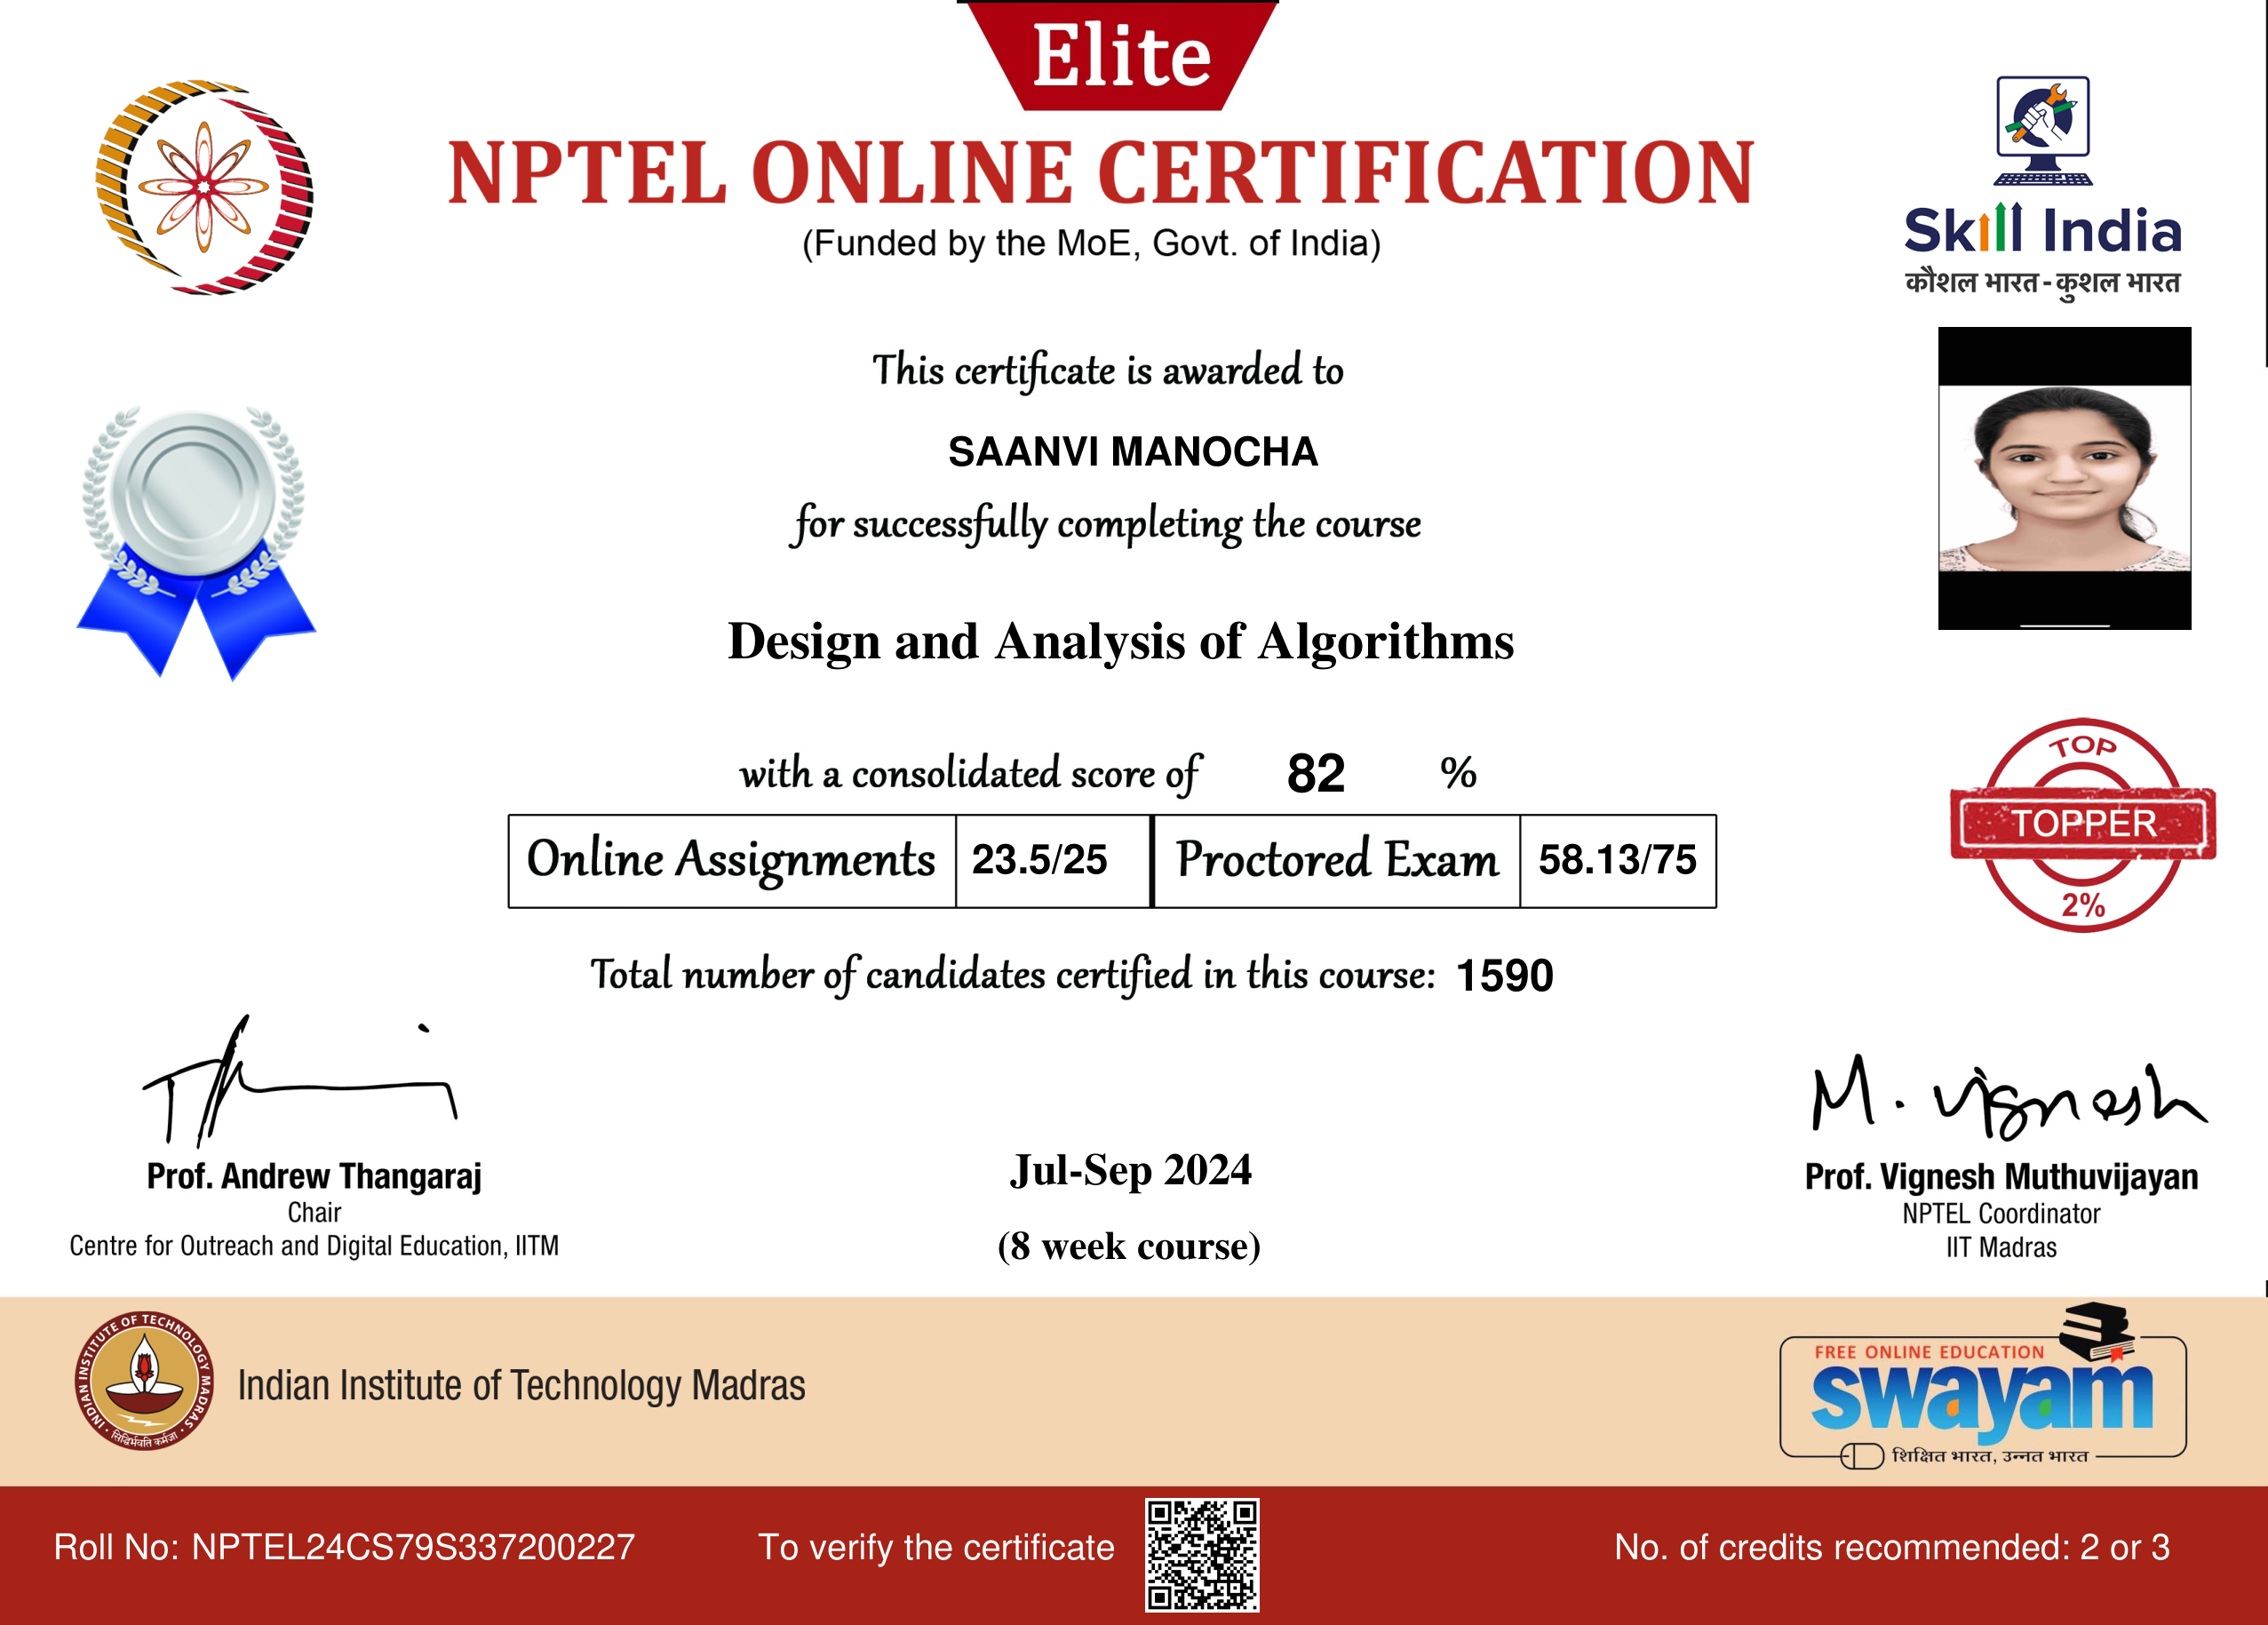 Elite
NPTEL ONLINE CERTIFICATION
(Funded by the MoE, Govt. of India)
Skill India
कौशल भारत - कुशल भारत
This certificate is awarded to
SAANVI MANOCHA
for successfully completing the course
Design and Analysis of Algorithms
with a consolidated score of 82 %
Online Assignments 23.5/25 Proctored Exam 58.13/75
TOP
TOPPER
2%
Total number of candidates certified in this course: 1590
M. Vignesh
Prof. Andrew Thangaraj
Chair
Centre for Outreach and Digital Education, IITM
Jul-Sep 2024
(8 week course)
Prof. Vignesh Muthuvijayan
NPTEL Coordinator
IIT Madras
INDIAN INSTITUTE OF TECHNOLOGY MADRAS
सिद्धिर्भवति कर्मजा
Indian Institute of Technology Madras
FREE ONLINE EDUCATION
swayam
शिक्षित भारत, उन्नत भारत
Roll No: NPTEL24CS79S337200227
To verify the certificate
No. of credits recommended: 2 or 3